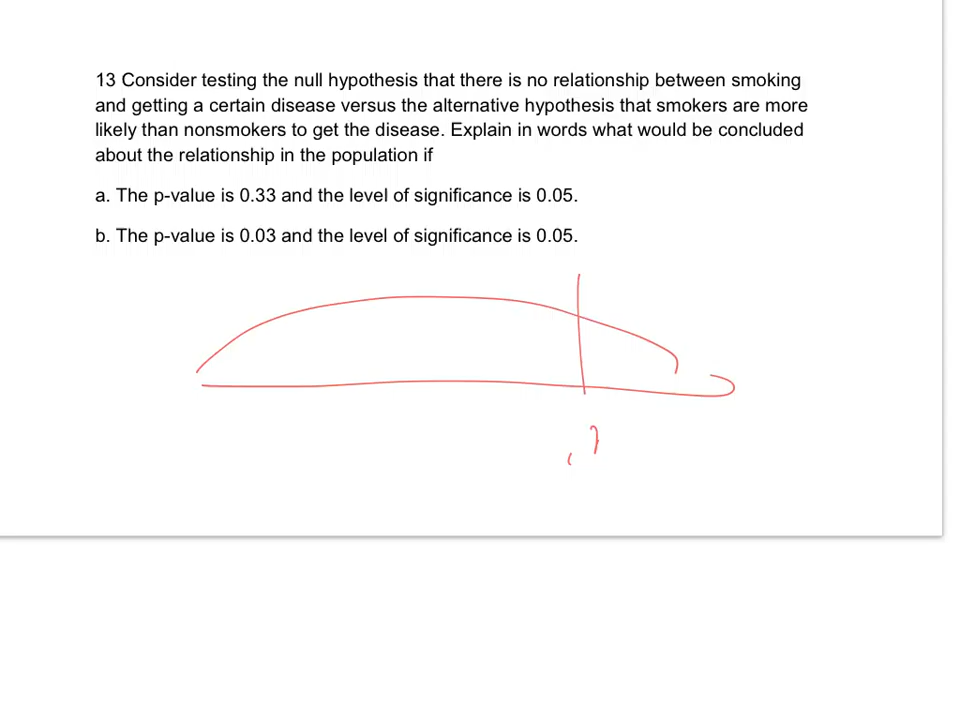 13 Consider testing the null hypothesis that there is no relationship between smoking
and getting a certain disease versus the alternative hypothesis that smokers are more
likely than nonsmokers to get the disease. Explain in words what would be concluded
about the relationship in the population if
a. The p-value is 0.33 and the level of significance is 0.05.
b. The p-value is 0.03 and the level of significance is 0.05.